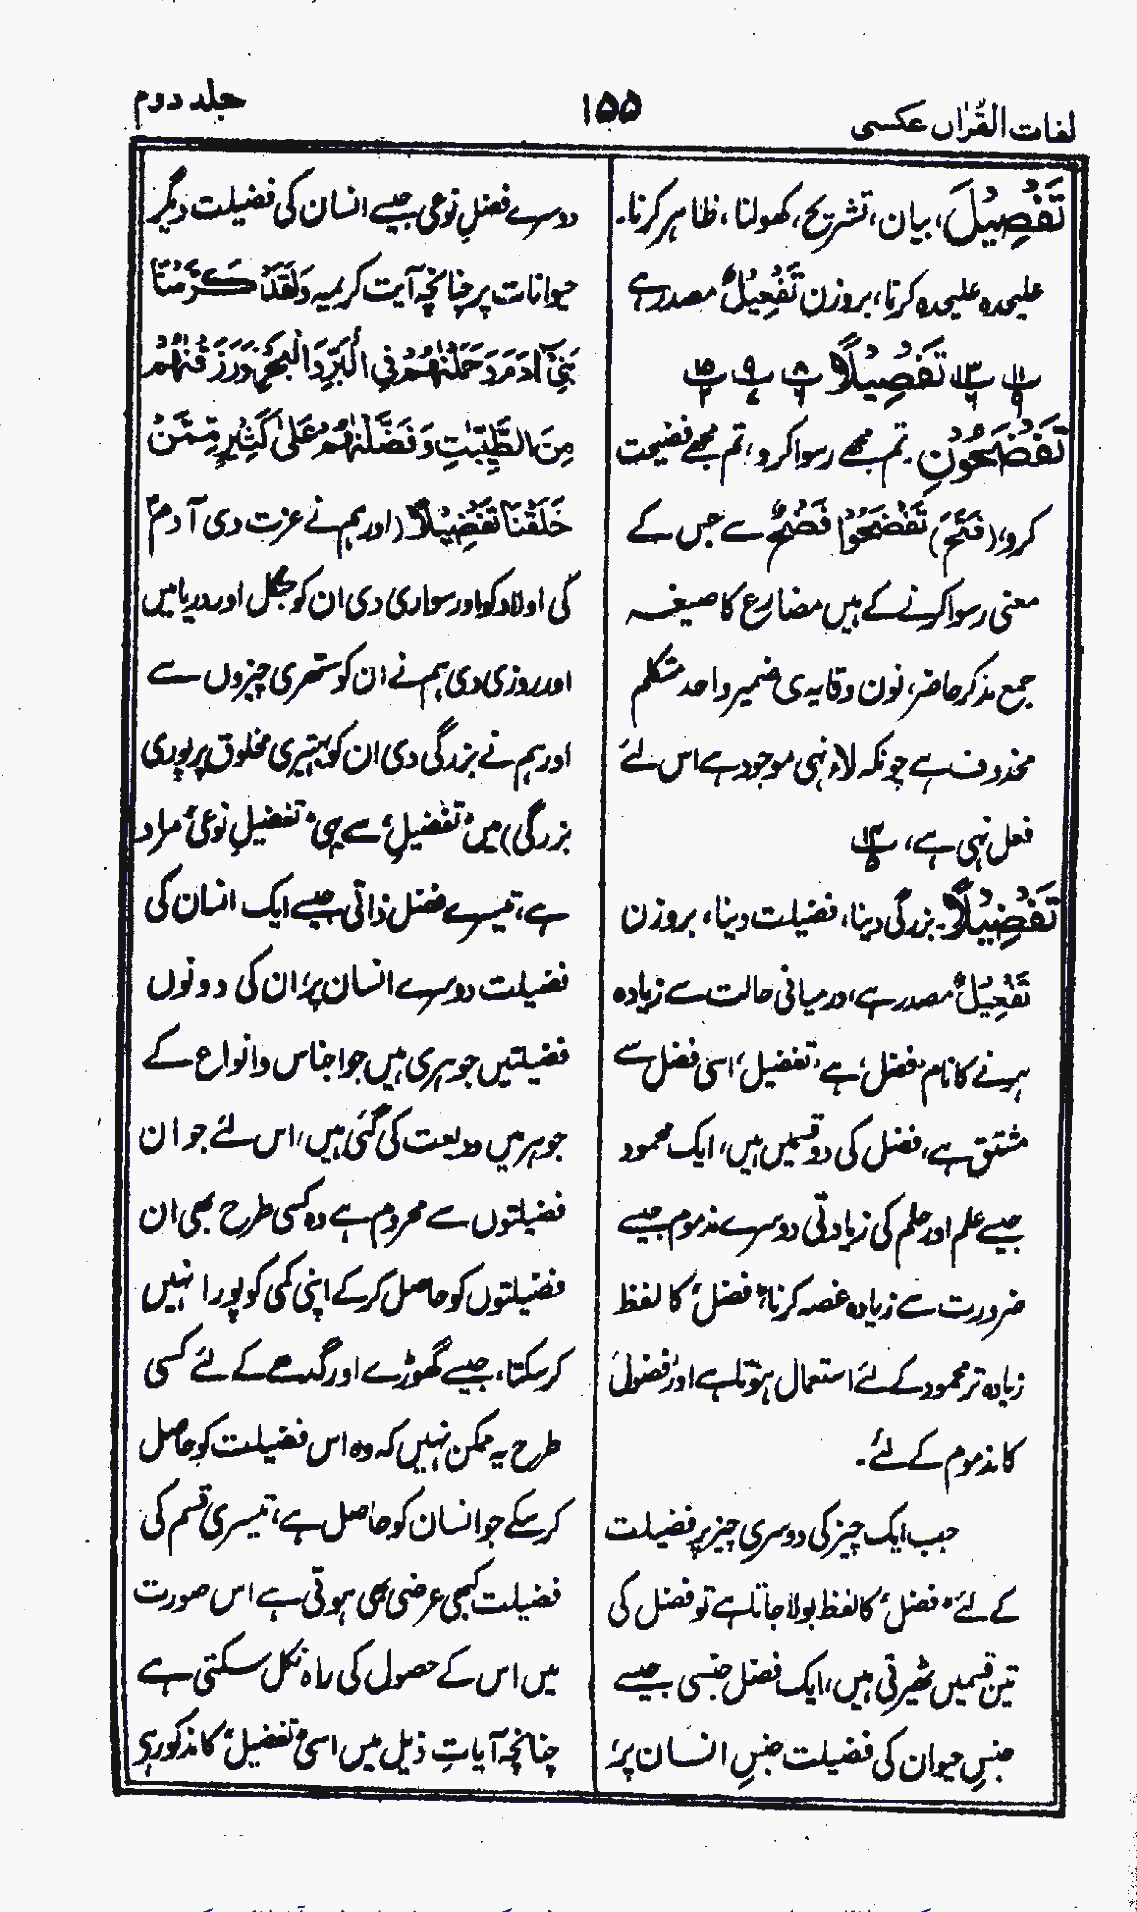 لغات القرآن عکسی
۱۵۵
جلد دوم
تَفْصِیْلَ، بیان، تشریح، کھولنا، ظاہر کرنا۔
علیحدہ علیحدہ کرنا، بروزن تَفْعِیْلٌ مصدر ہے
تَفْصِیْلًا
تَفْضَحُوْنِ۔ تم مجھے رسوا کرو، تم مجھے فضیحت
کرو، (فَتَحَ) تَفْضَحُوْا فَضْحٌ سے جس کے
معنی رسوا کرنے کے ہیں مضارع کا صیغہ
جمع مذکر حاضر، نون وقایہ ی ضمیر واحد متکلم
محذوف ہے چونکہ لاء نہی موجود ہے اس لئے
فعل نہی ہے،
تَفْضِیْلًا۔ بزرگی دینا، فضیلت دینا، بروزن
تَفْعِیْلٌ مصدر ہے، درمیانی حالت سے زیادہ
ہونے کا نام "فضل" ہے "تفضیل" اسی فضل سے
مشتق ہے، فضل کی دو قسمیں ہیں، ایک محمود
جیسے علم اور حلم کی زیادتی دوسرے مذموم جیسے
ضرورت سے زیادہ غصہ کرنا، "فضل" کا لفظ
زیادہ تر محمود کے لئے استعمال ہوتا ہے اور فضول
کا مذموم کے لئے۔
جب ایک چیز کی دوسری چیز پر فضیلت
کے لئے "فضل" کا لفظ بولا جاتا ہے تو فضل کی
تین قسمیں ٹھیرتی ہیں، ایک فضل جنسی جیسے
جنسِ حیوان کی فضیلت جنسِ انسان پر،
دوسرے فضلِ نوعی جیسے انسان کی فضیلت دیگر
حیوانات پر چنانچہ آیت کریمیہ وَلَقَدْ کَرَّمْنَا
بَنِیْٓ اٰدَمَ وَحَمَلْنٰهُمْ فِی الْبَرِّ وَالْبَحْرِ وَرَزَقْنٰهُمْ
مِنَ الطَّیِّبٰتِ وَفَضَّلْنٰهُمْ عَلٰی کَثِیْرٍ مِّمَّنْ
خَلَقْنَا تَفْضِیْلًا (اور ہم نے عزت دی آدم
کی اولاد کو اور سواری دی ان کو جنگل اور دریا میں
اور روزی دی ہم نے ان کو ستھری چیزوں سے
اور ہم نے بزرگی دی ان کو بہتیری مخلوق پر پوری
بزرگی) میں "تفضیل" سے یہی "تفضیلِ نوعی" مراد
ہے، تیسرے فضل ذاتی جیسے ایک انسان کی
فضیلت دوسرے انسان پر، ان کی دونوں
فضیلتیں جوہری ہیں جو اجناس و انواع کے
جوہر میں ودیعت کی گئی ہیں، اس لئے جو ان
فضیلتوں سے محروم ہے وہ کسی طرح بھی ان
فضیلتوں کو حاصل کر کے اپنی کمی کو پورا نہیں
کر سکتا، جیسے گھوڑے اور گدھے کے لئے کسی
طرح یہ ممکن نہیں کہ وہ اس فضیلت کو حاصل
کر سکے جو انسان کو حاصل ہے، تیسری قسم کی
فضیلت کبھی عرضی بھی ہوتی ہے اس صورت
میں اس کے حصول کی راہ نکل سکتی ہے
چنانچہ آیات ذیل میں اسی "تفضیل" کا مذکور ہے